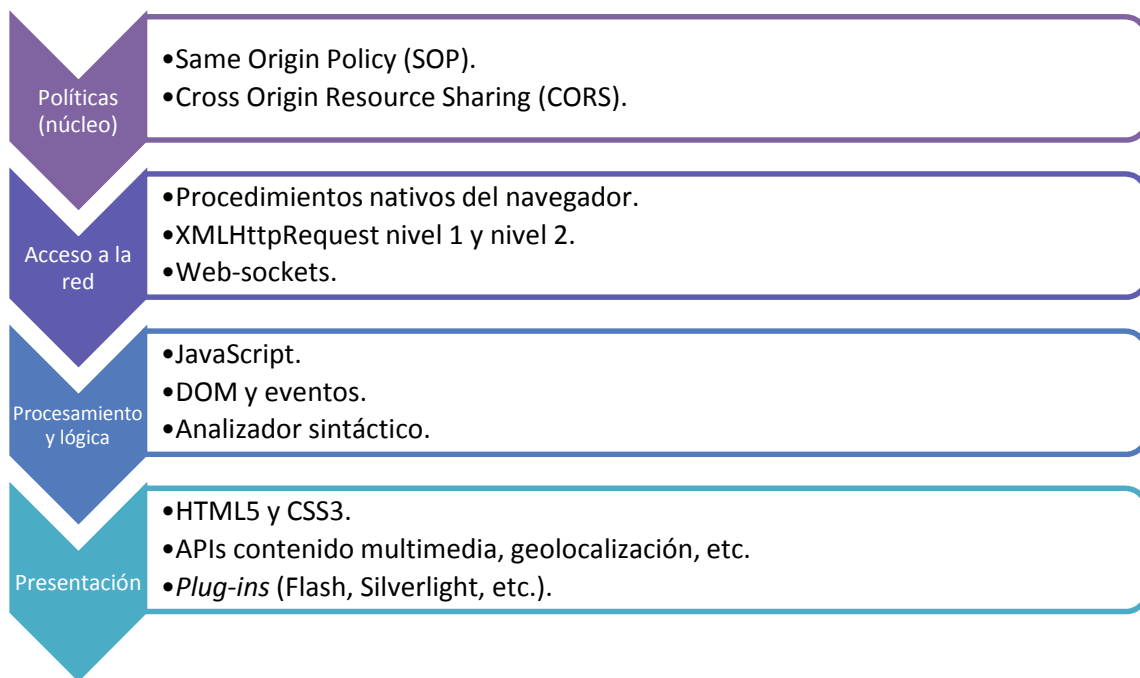 Políticas
(núcleo)
•Same Origin Policy (SOP).
•Cross Origin Resource Sharing (CORS).
Acceso a la
red
•Procedimientos nativos del navegador.
•XMLHttpRequest nivel 1 y nivel 2.
•Web-sockets.
Procesamiento
y lógica
•JavaScript.
•DOM y eventos.
•Analizador sintáctico.
Presentación
•HTML5 y CSS3.
•APIs contenido multimedia, geolocalización, etc.
•Plug-ins (Flash, Silverlight, etc.).